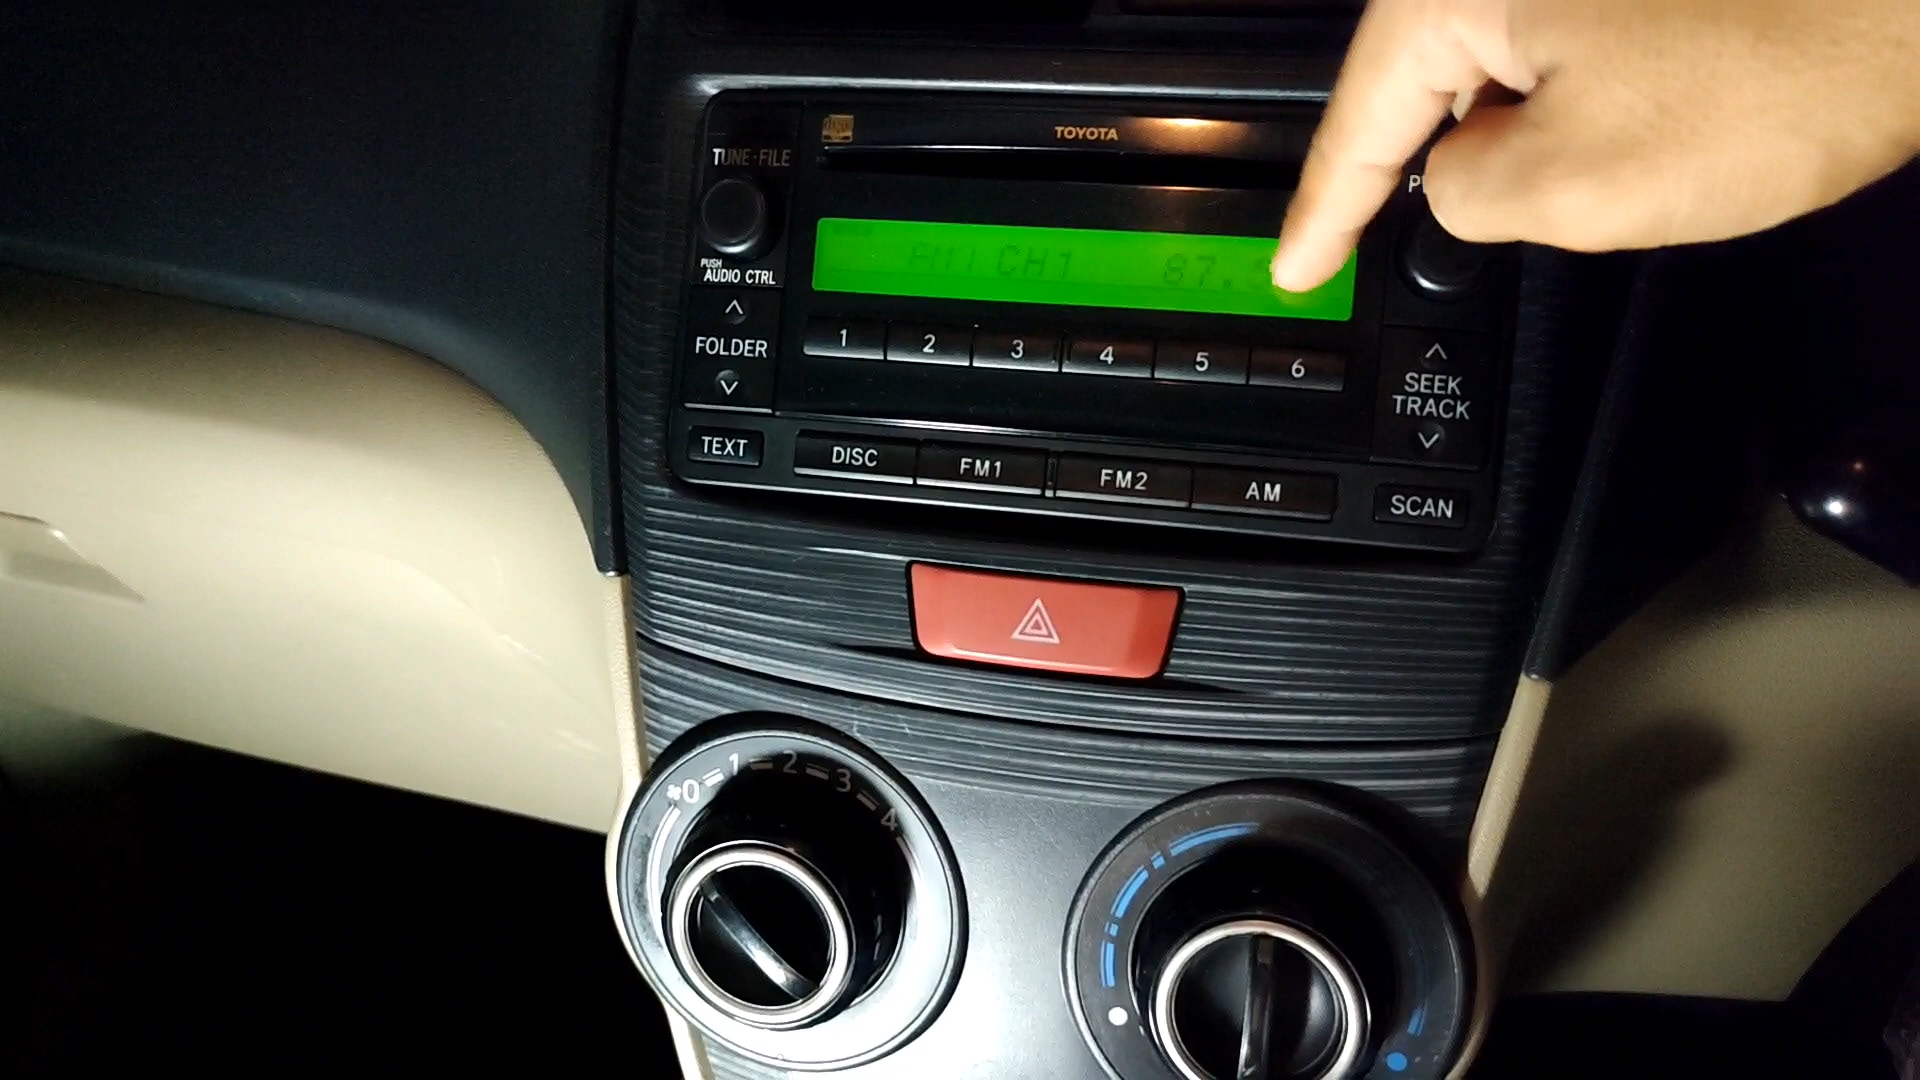 TOYOTA
TUNE·FILE
PUSH
AUDIO CTRL
FM1 CH1 87.
1 2 3 4 5 6
FOLDER
SEEK
TRACK
TEXT
DISC FM1 FM2 AM
SCAN
0 1 2 3 4